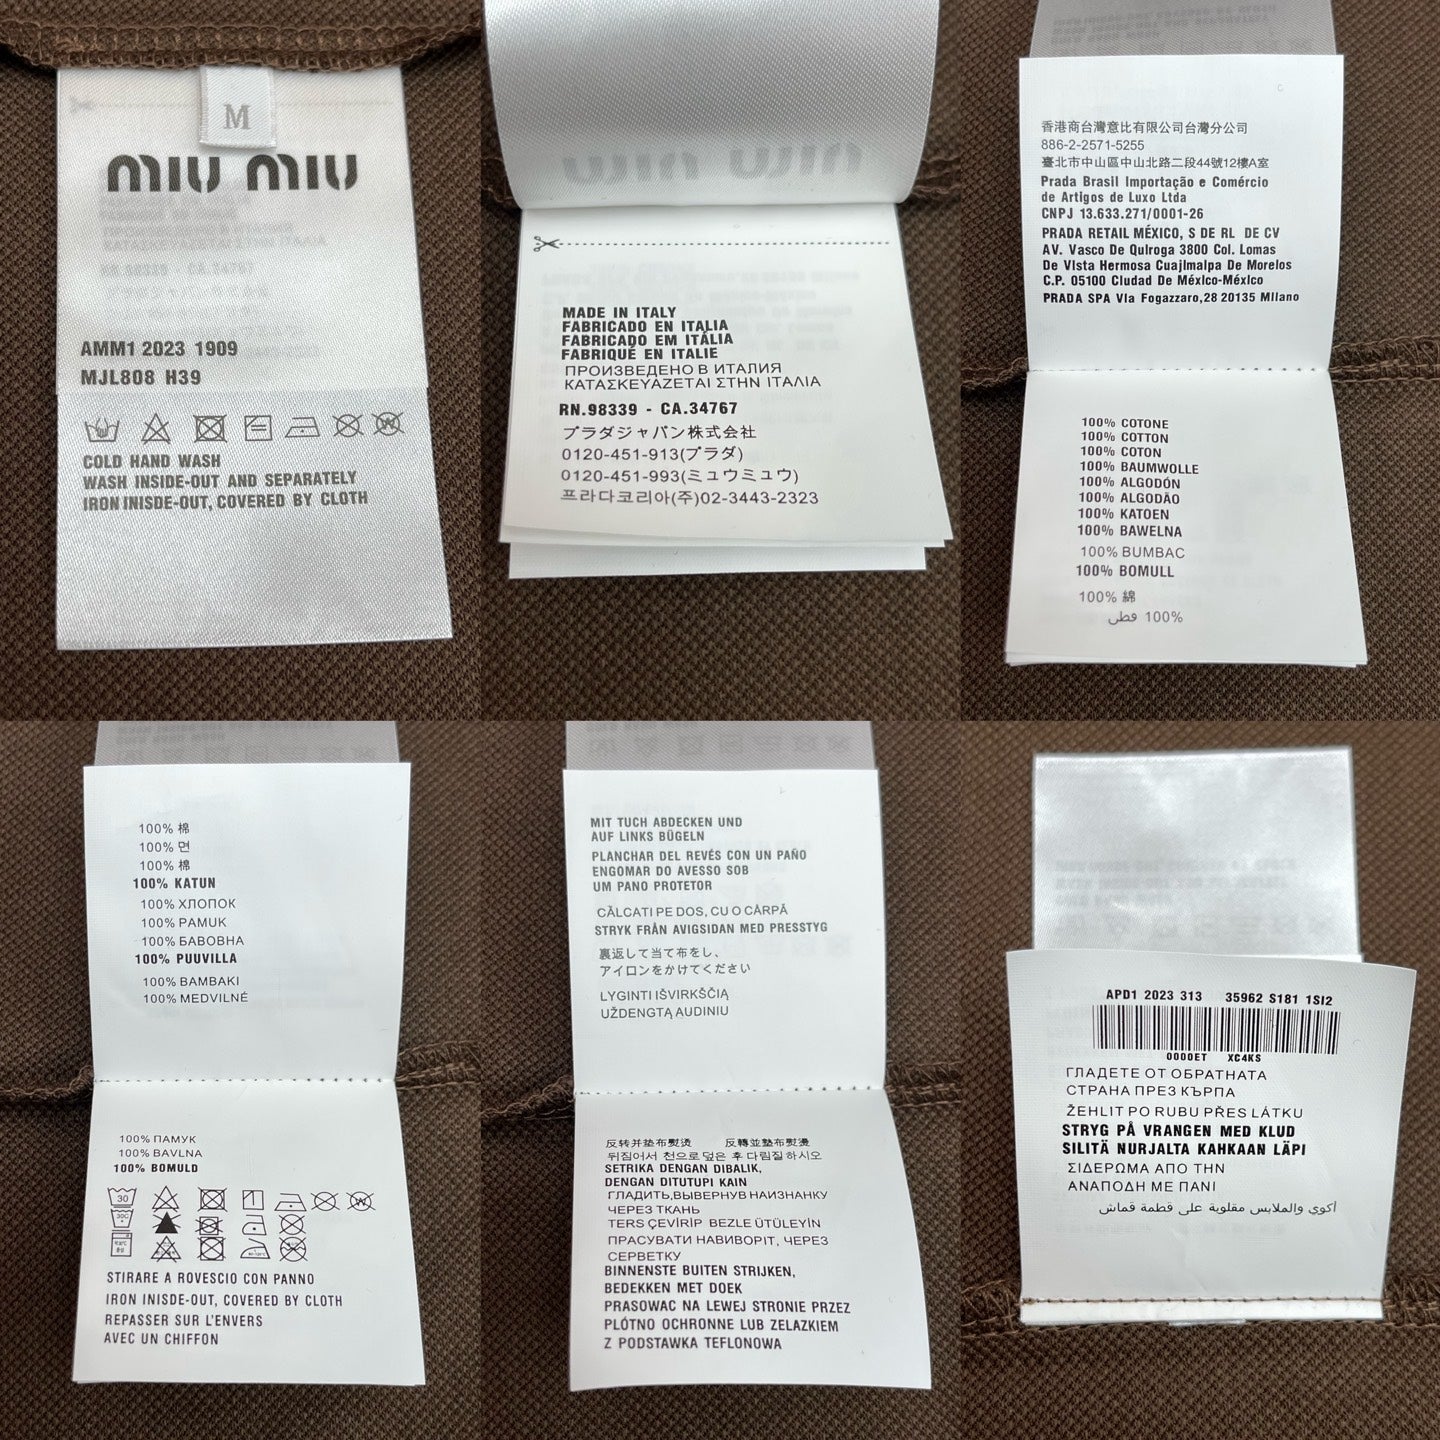 M
MIU MIU
AMM1 2023 1909
MJL808 H39
COLD HAND WASH
WASH INSIDE-OUT AND SEPARATELY
IRON INISDE-OUT, COVERED BY CLOTH
MADE IN ITALY
FABRICADO EN ITALIA
FABRICADO EM ITÁLIA
FABRIQUÉ EN ITALIE
ПРОИЗВЕДЕНО В ИТАЛИЯ
ΚΑΤΑΣΚΕΥΑΖΕΤΑΙ ΣΤΗΝ ΙΤΑΛΙΑ
RN.98339 - CA.34767
プラダジャパン株式会社
0120-451-913(プラダ)
0120-451-993(ミュウミュウ)
프라다코리아(주)02-3443-2323
香港商台灣意比有限公司台灣分公司
886-2-2571-5255
臺北市中山區中山北路二段44號12樓A室
Prada Brasil Importação e Comércio
de Artigos de Luxo Ltda
CNPJ 13.633.271/0001-26
PRADA RETAIL MÉXICO, S DE RL DE CV
AV. Vasco De Quiroga 3800 Col. Lomas
De Vista Hermosa Cuajimalpa De Morelos
C.P. 05100 Ciudad De México-México
PRADA SPA Via Fogazzaro,28 20135 Milano
100% COTONE
100% COTTON
100% COTON
100% BAUMWOLLE
100% ALGODÓN
100% ALGODÃO
100% KATOEN
100% BAWELNA
100% BUMBAC
100% BOMULL
100% 綿
100% قطن
100% 棉
100% 면
100% 棉
100% KATUN
100% ХЛОПОК
100% PAMUK
100% БАВОВНА
100% PUUVILLA
100% ΒΑΜΒΑΚΙ
100% MEDVILNĖ
100% ПАМУК
100% BAVLNA
100% BOMULD
30
30C
STIRARE A ROVESCIO CON PANNO
IRON INISDE-OUT, COVERED BY CLOTH
REPASSER SUR L'ENVERS
AVEC UN CHIFFON
MIT TUCH ABDECKEN UND
AUF LINKS BÜGELN
PLANCHAR DEL REVÉS CON UN PAÑO
ENGOMAR DO AVESSO SOB
UM PANO PROTETOR
CĂLCATI PE DOS, CU O CÂRPĂ
STRYK FRÅN AVIGSIDAN MED PRESSTYG
裏返して当て布をし、
アイロンをかけてください
LYGINTI IŠVIRKŠČIĄ
UŽDENGTĄ AUDINIU
反转并垫布熨烫 反轉並墊布熨燙
뒤집어서 천으로 덮은 후 다림질 하시오
SETRIKA DENGAN DIBALIK,
DENGAN DITUTUPI KAIN
ГЛАДИТЬ,ВЫВЕРНУВ НАИЗНАНКУ
ЧЕРЕЗ ТКАНЬ
TERS ÇEVİRİP BEZLE ÜTÜLEYİN
ПРАСУВАТИ НАВИВОРІТ, ЧЕРЕЗ
СЕРВЕТКУ
BINNENSTE BUITEN STRIJKEN,
BEDEKKEN MET DOEK
PRASOWAC NA LEWEJ STRONIE PRZEZ
PLÓTNO OCHRONNE LUB ZELAZKIEM
Z PODSTAWKA TEFLONOWA
APD1 2023 313 35962 S181 1SI2
0000ET XC4KS
ГЛАДЕТЕ ОТ ОБРАТНАТА
СТРАНА ПРЕЗ КЪРПА
ŽEHLIT PO RUBU PŘES LÁTKU
STRYG PÅ VRANGEN MED KLUD
SILITÄ NURJALTA KAHKAAN LÄPI
ΣΙΔΕΡΩΜΑ ΑΠΟ ΤΗΝ
ΑΝΑΠΟΔΗ ΜΕ ΠΑΝΙ
أكوي والملابس مقلوبة على قطمة قماش